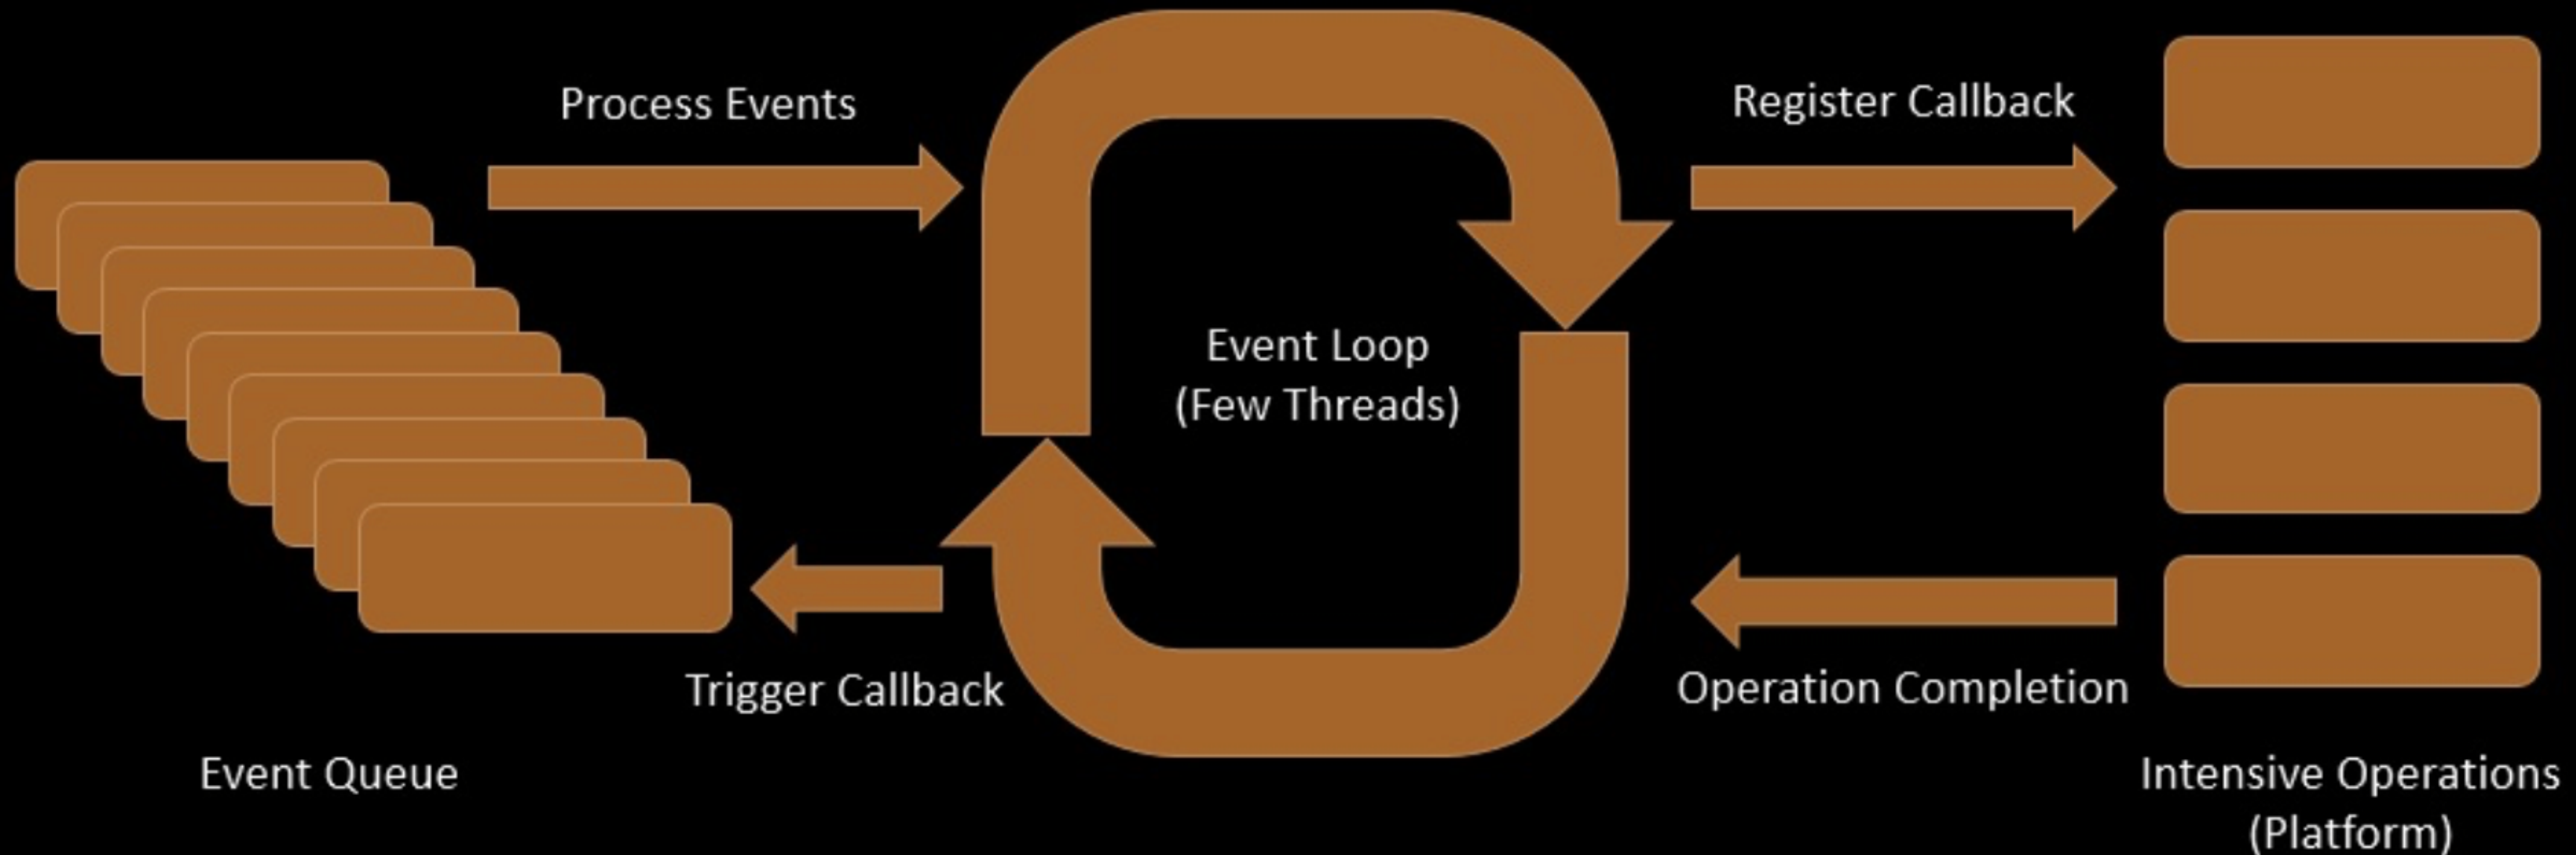 Process Events
Register Callback
Event Loop
(Few Threads)
Trigger Callback
Operation Completion
Event Queue
Intensive Operations
(Platform)